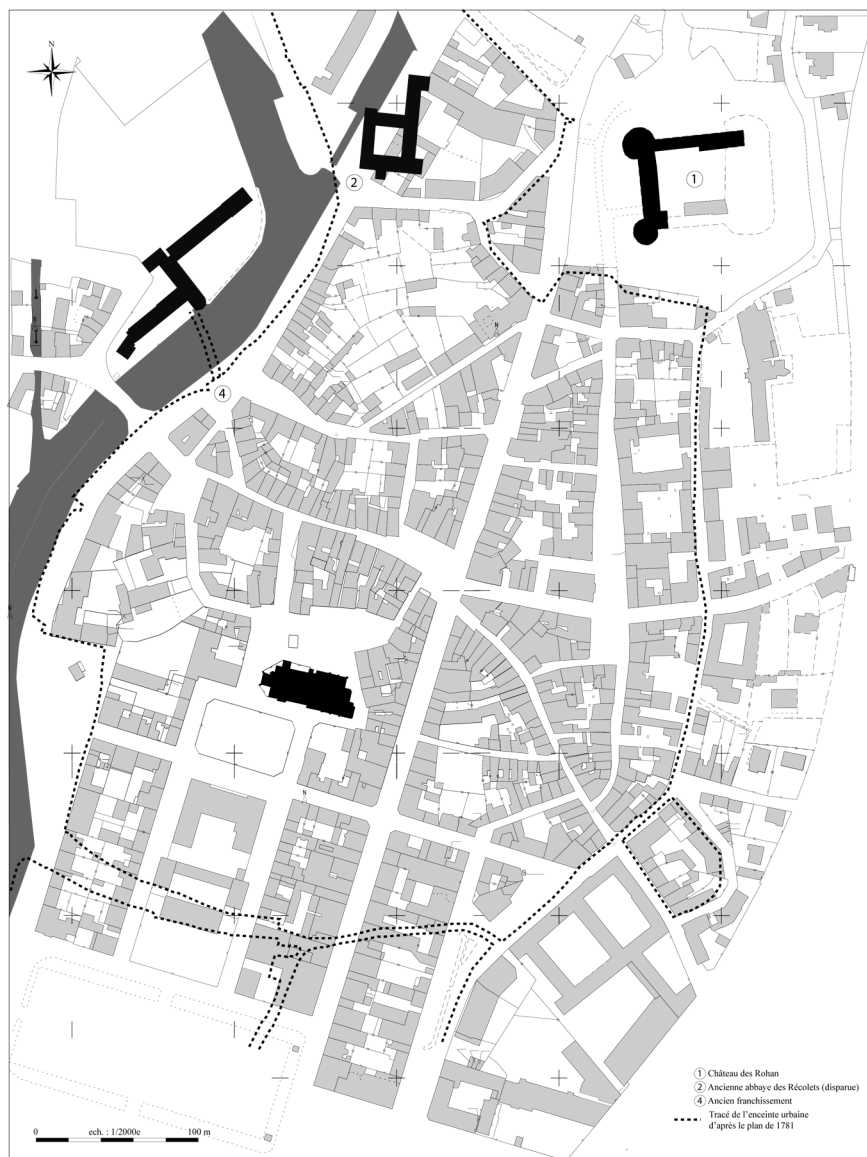 N
2
1
N
N
4
N
N
1 Château des Rohan
2 Ancienne abbaye des Récolets (disparue)
4 Ancien franchissement
Tracé de l'enceinte urbaine
d'après le plan de 1781
0 ech. : 1/2000e 100 m